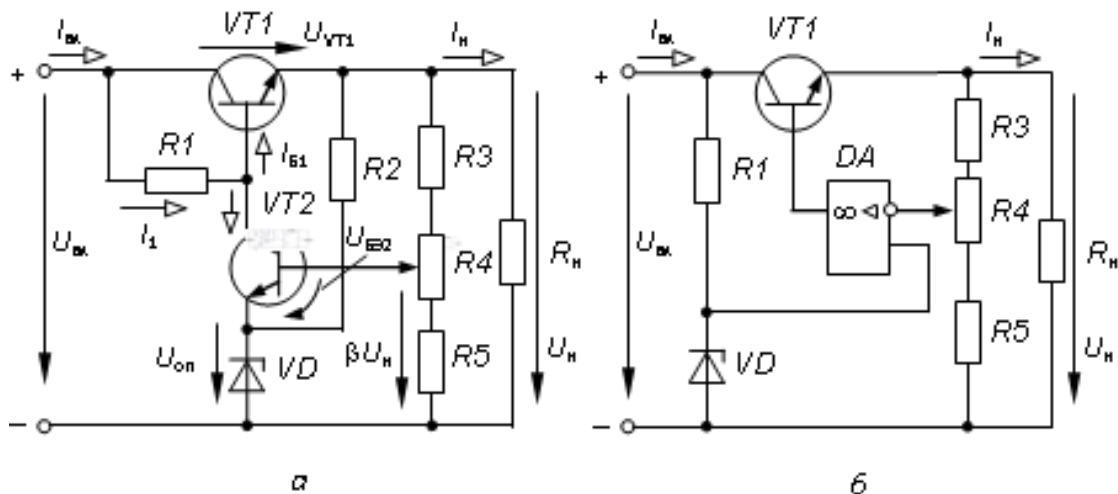 Iвх VT1 UVT1 Iн
+
R1 IБ1 R2 R3
VT2
I1 UБЭ2
Uвх R4 Rн
Uоп VD βUн R5 Uн
−
а
Iвх VT1 Iн
+
R3
R1 DA
∞ R4
Uвх Rн
VD R5 Uн
−
б